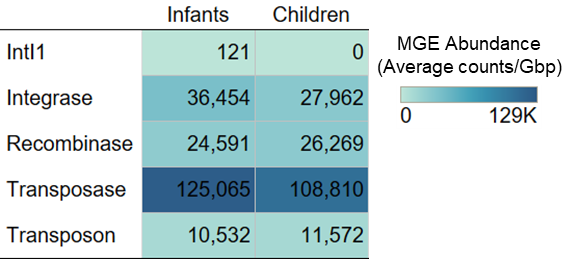 Infants Children
IntI1 121 0
Integrase 36,454 27,962
Recombinase 24,591 26,269
Transposase 125,065 108,810
Transposon 10,532 11,572
MGE Abundance
(Average counts/Gbp)
0 129K